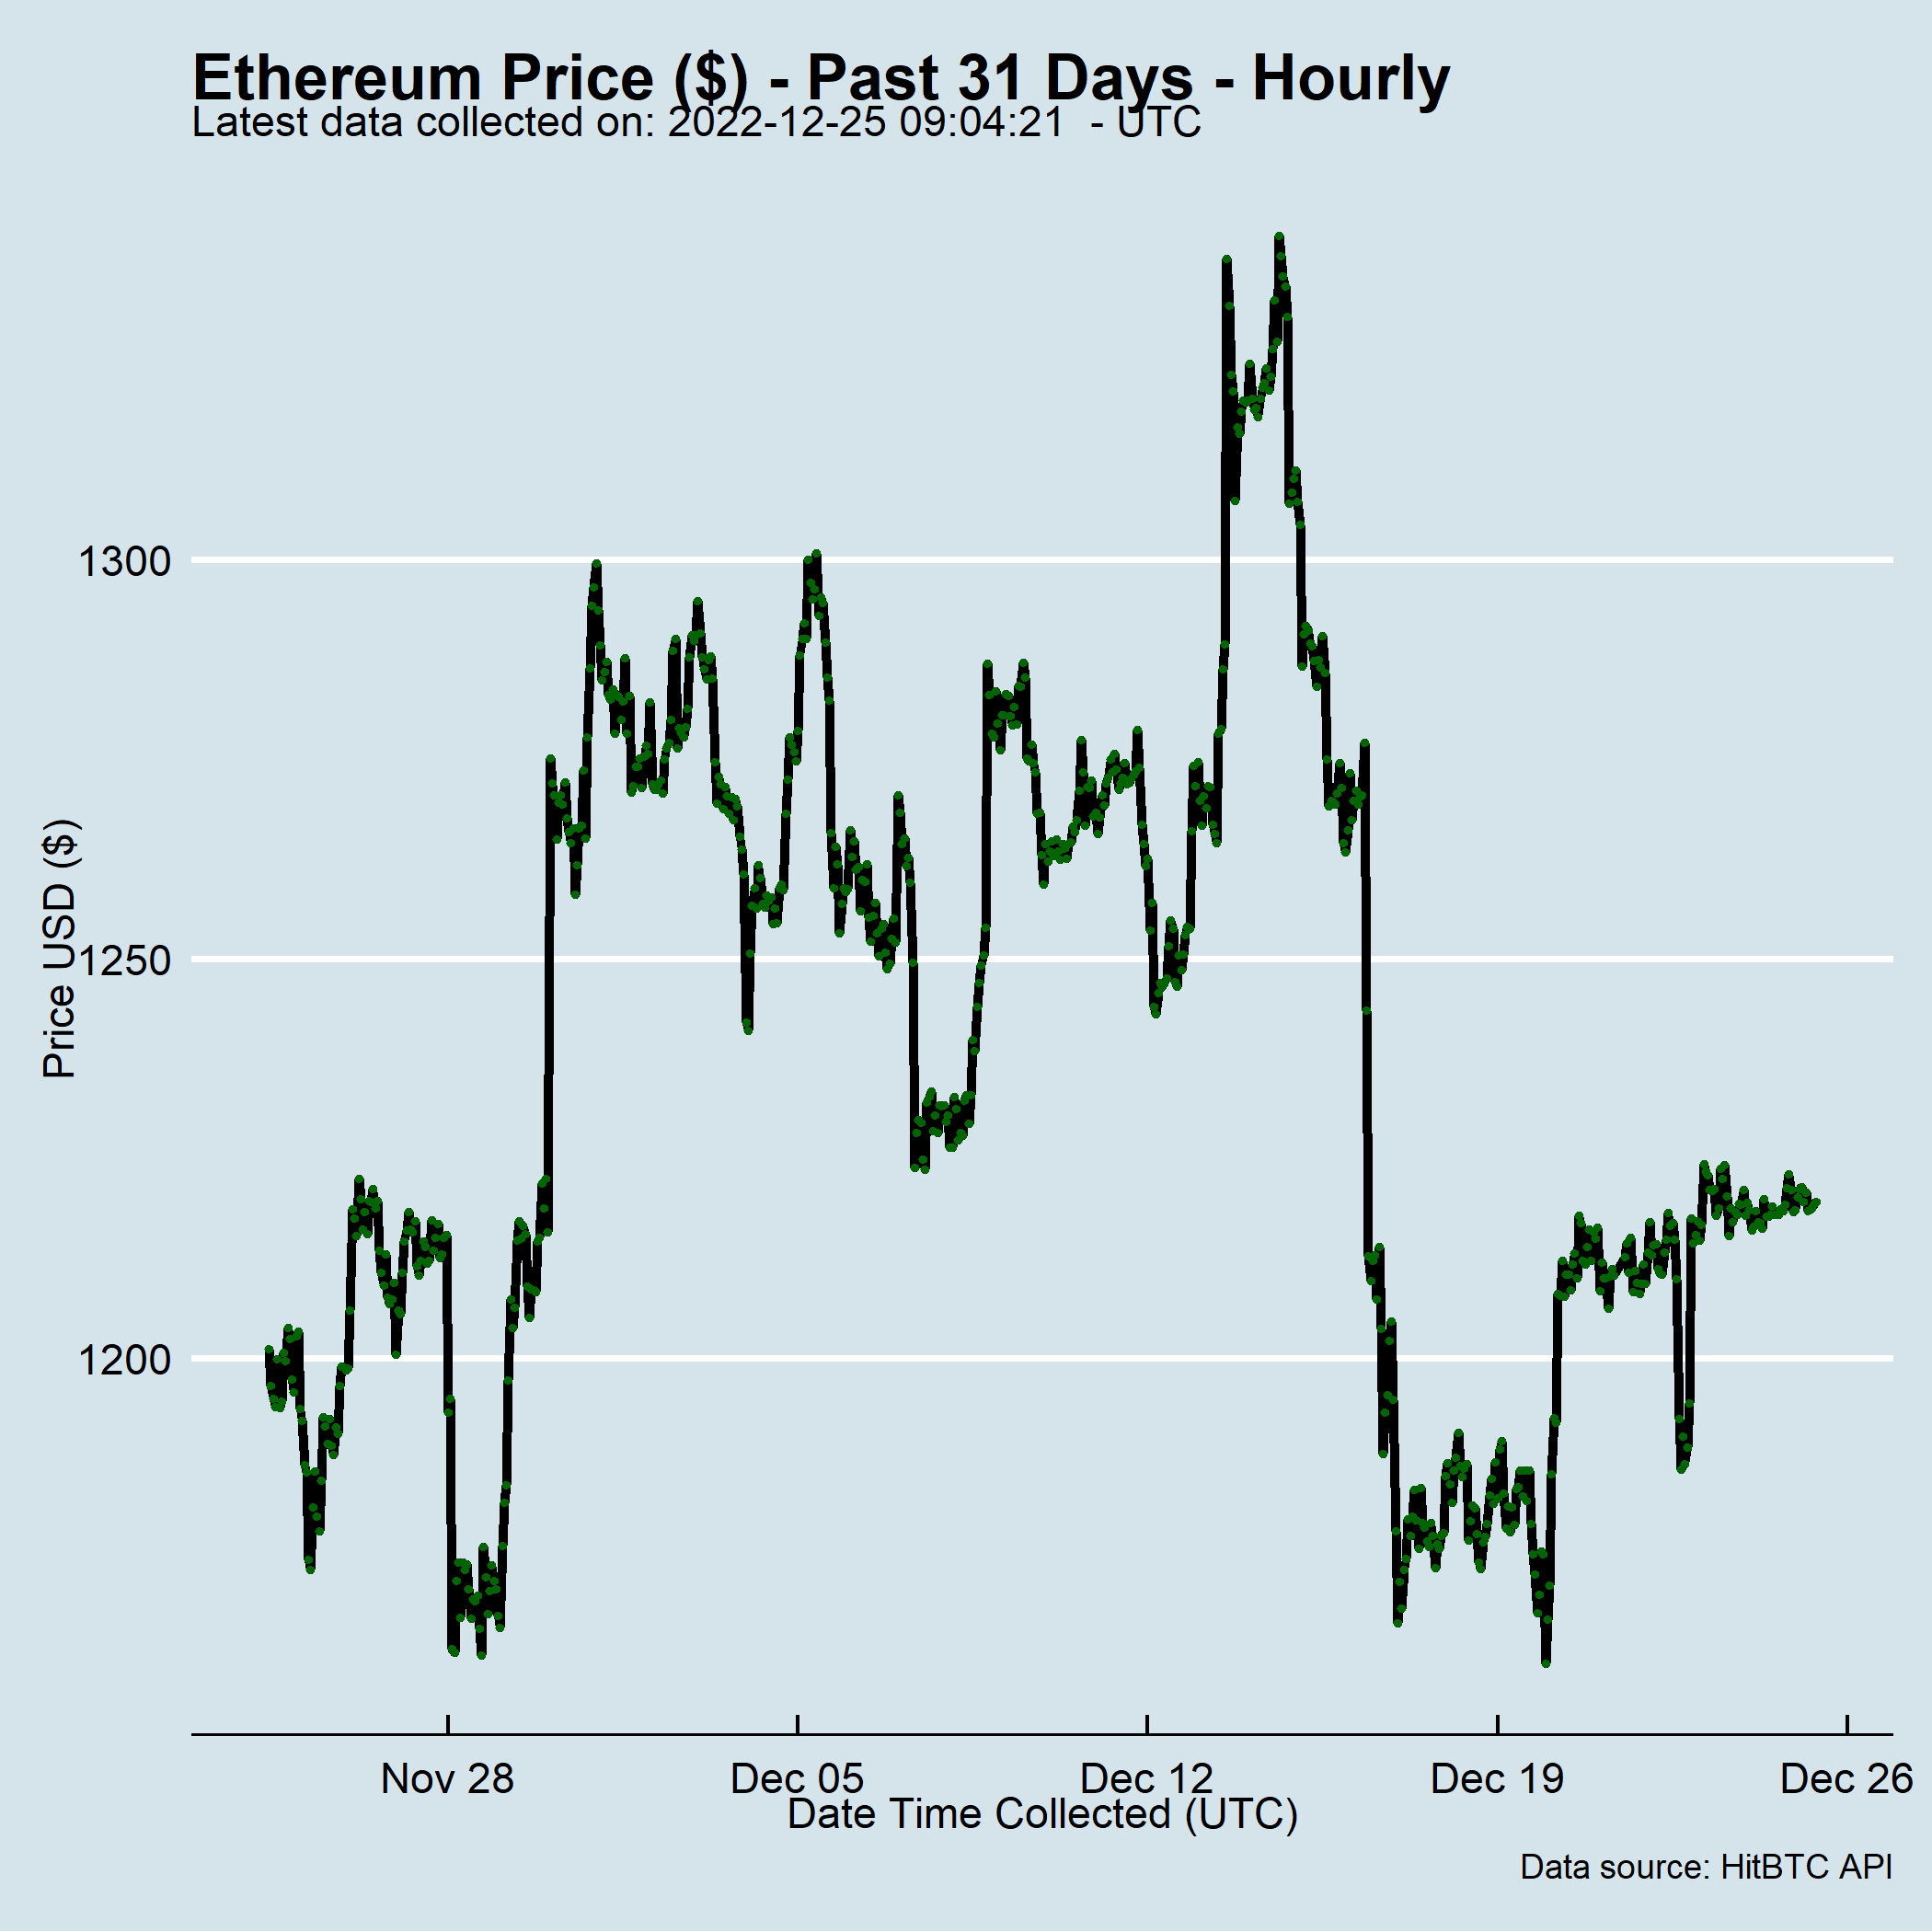 Ethereum Price ($) - Past 31 Days - Hourly
Latest data collected on: 2022-12-25 09:04:21  - UTC
Price USD ($)
1300
1250
1200
Nov 28
Dec 05
Dec 12
Dec 19
Dec 26
Date Time Collected (UTC)
Data source: HitBTC API